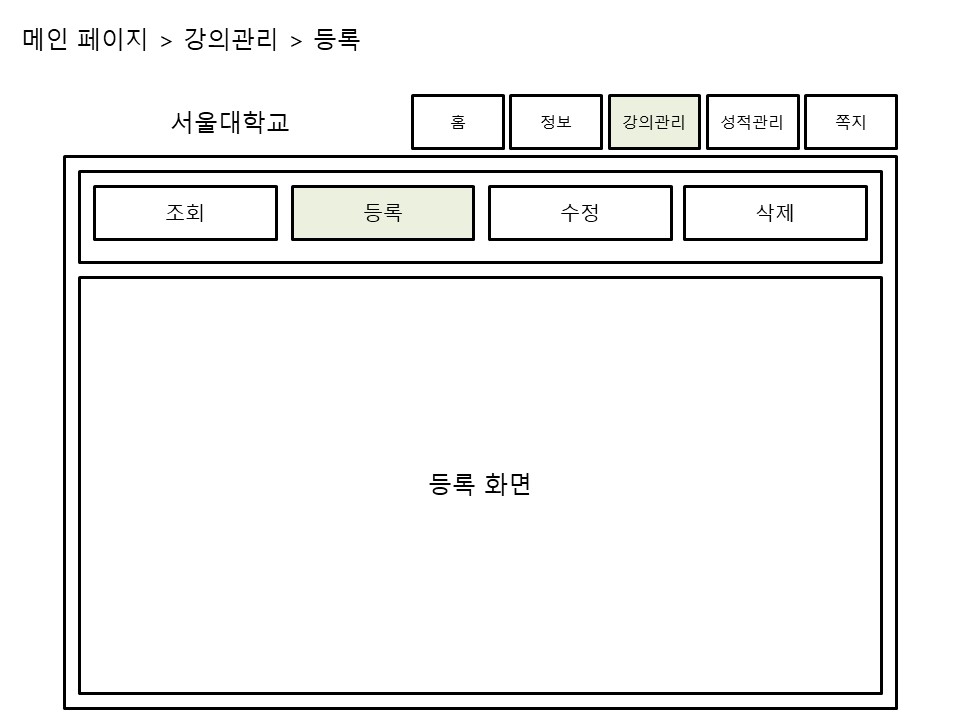 메인 페이지 > 강의관리 > 등록
서울대학교
홈
정보
강의관리
성적관리
쪽지
조회
등록
수정
삭제
등록 화면